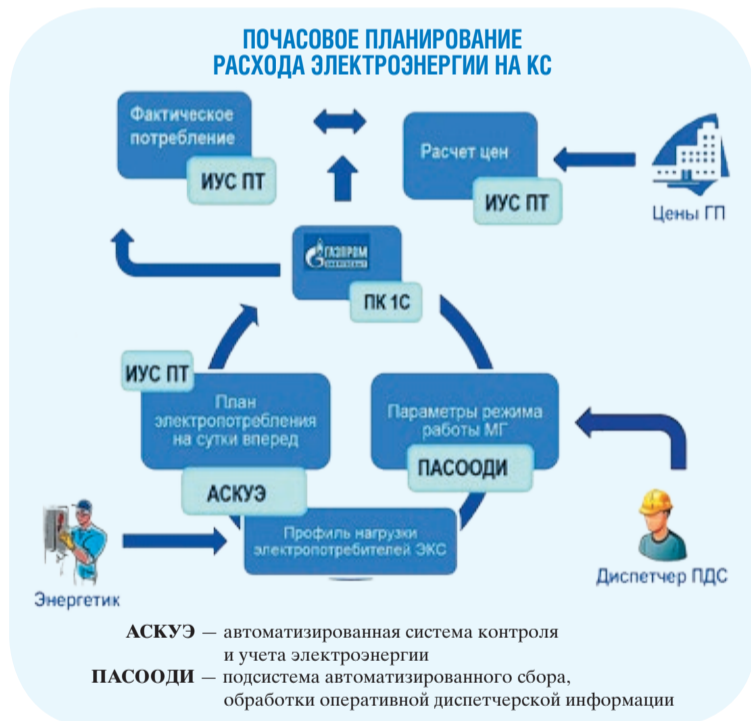 ПОЧАСОВОЕ ПЛАНИРОВАНИЕ
РАСХОДА ЭЛЕКТРОЭНЕРГИИ НА КС
Фактическое
потребление
ИУС ПТ
Расчет цен
ИУС ПТ
Цены ГП
ГАЗПРОМ
ЭНЕРГОСБЫТ
ПК 1С
ИУС ПТ
План
электропотребления
на сутки вперед
АСКУЭ
Параметры режима
работы МГ
ПАСООДИ
Профиль нагрузки
электропотребителей ЭКС
Энергетик
Диспетчер ПДС
АСКУЭ — автоматизированная система контроля
и учета электроэнергии
ПАСООДИ — подсистема автоматизированного сбора,
обработки оперативной диспетчерской информации